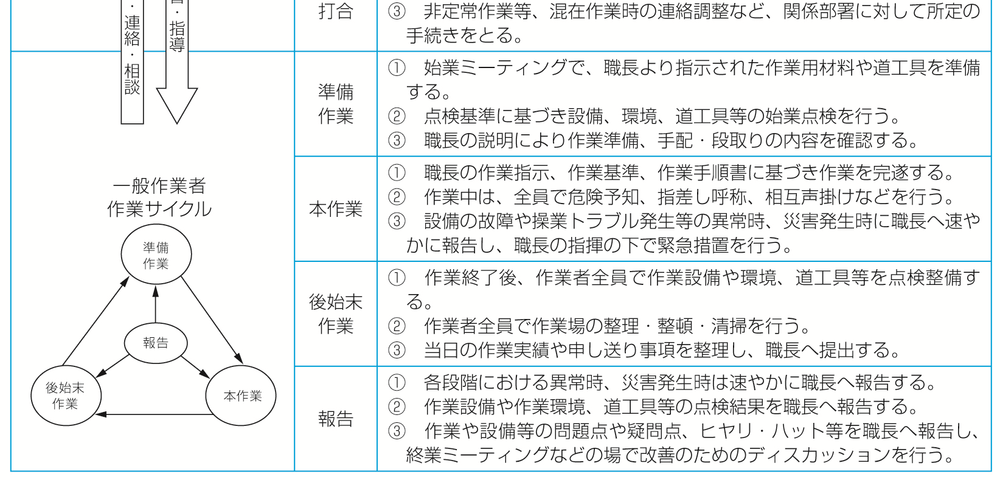 ・連絡・相談
・指導
打合
③　非定常作業等、混在作業時の連絡調整など、関係部署に対して所定の
手続きをとる。
準備
作業
①　始業ミーティングで、職長より指示された作業用材料や道工具を準備
する。
②　点検基準に基づき設備、環境、道工具等の始業点検を行う。
③　職長の説明により作業準備、手配・段取りの内容を確認する。
一般作業者
作業サイクル
準備
作業
報告
後始末
作業
本作業
本作業
①　職長の作業指示、作業基準、作業手順書に基づき作業を完遂する。
②　作業中は、全員で危険予知、指差し呼称、相互声掛けなどを行う。
③　設備の故障や操業トラブル発生等の異常時、災害発生時に職長へ速や
かに報告し、職長の指揮の下で緊急措置を行う。
後始末
作業
①　作業終了後、作業者全員で作業設備や環境、道工具等を点検整備す
る。
②　作業者全員で作業場の整理・整頓・清掃を行う。
③　当日の作業実績や申し送り事項を整理し、職長へ提出する。
報告
①　各段階における異常時、災害発生時は速やかに職長へ報告する。
②　作業設備や作業環境、道工具等の点検結果を職長へ報告する。
③　作業や設備等の問題点や疑問点、ヒヤリ・ハット等を職長へ報告し、
終業ミーティングなどの場で改善のためのディスカッションを行う。